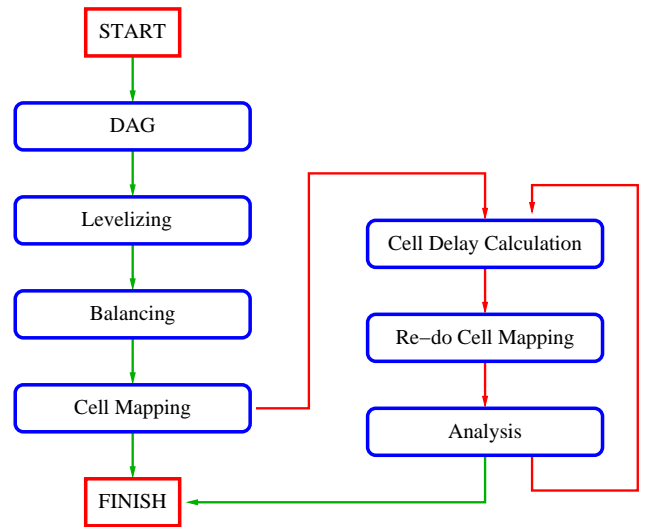 START
DAG
Levelizing
Balancing
Cell Mapping
FINISH
Cell Delay Calculation
Re−do Cell Mapping
Analysis